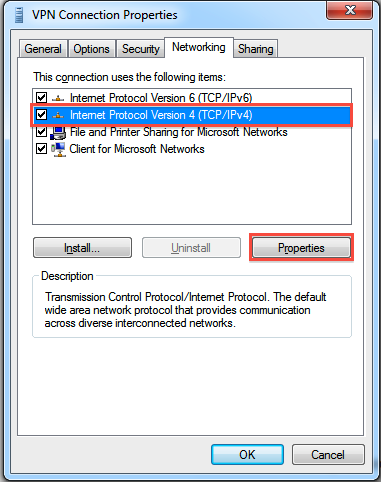 VPN Connection Properties
General Options Security Networking Sharing
This connection uses the following items:
Internet Protocol Version 6 (TCP/IPv6)
Internet Protocol Version 4 (TCP/IPv4)
File and Printer Sharing for Microsoft Networks
Client for Microsoft Networks
Install... Uninstall Properties
Description
Transmission Control Protocol/Internet Protocol. The default
wide area network protocol that provides communication
across diverse interconnected networks.
OK Cancel